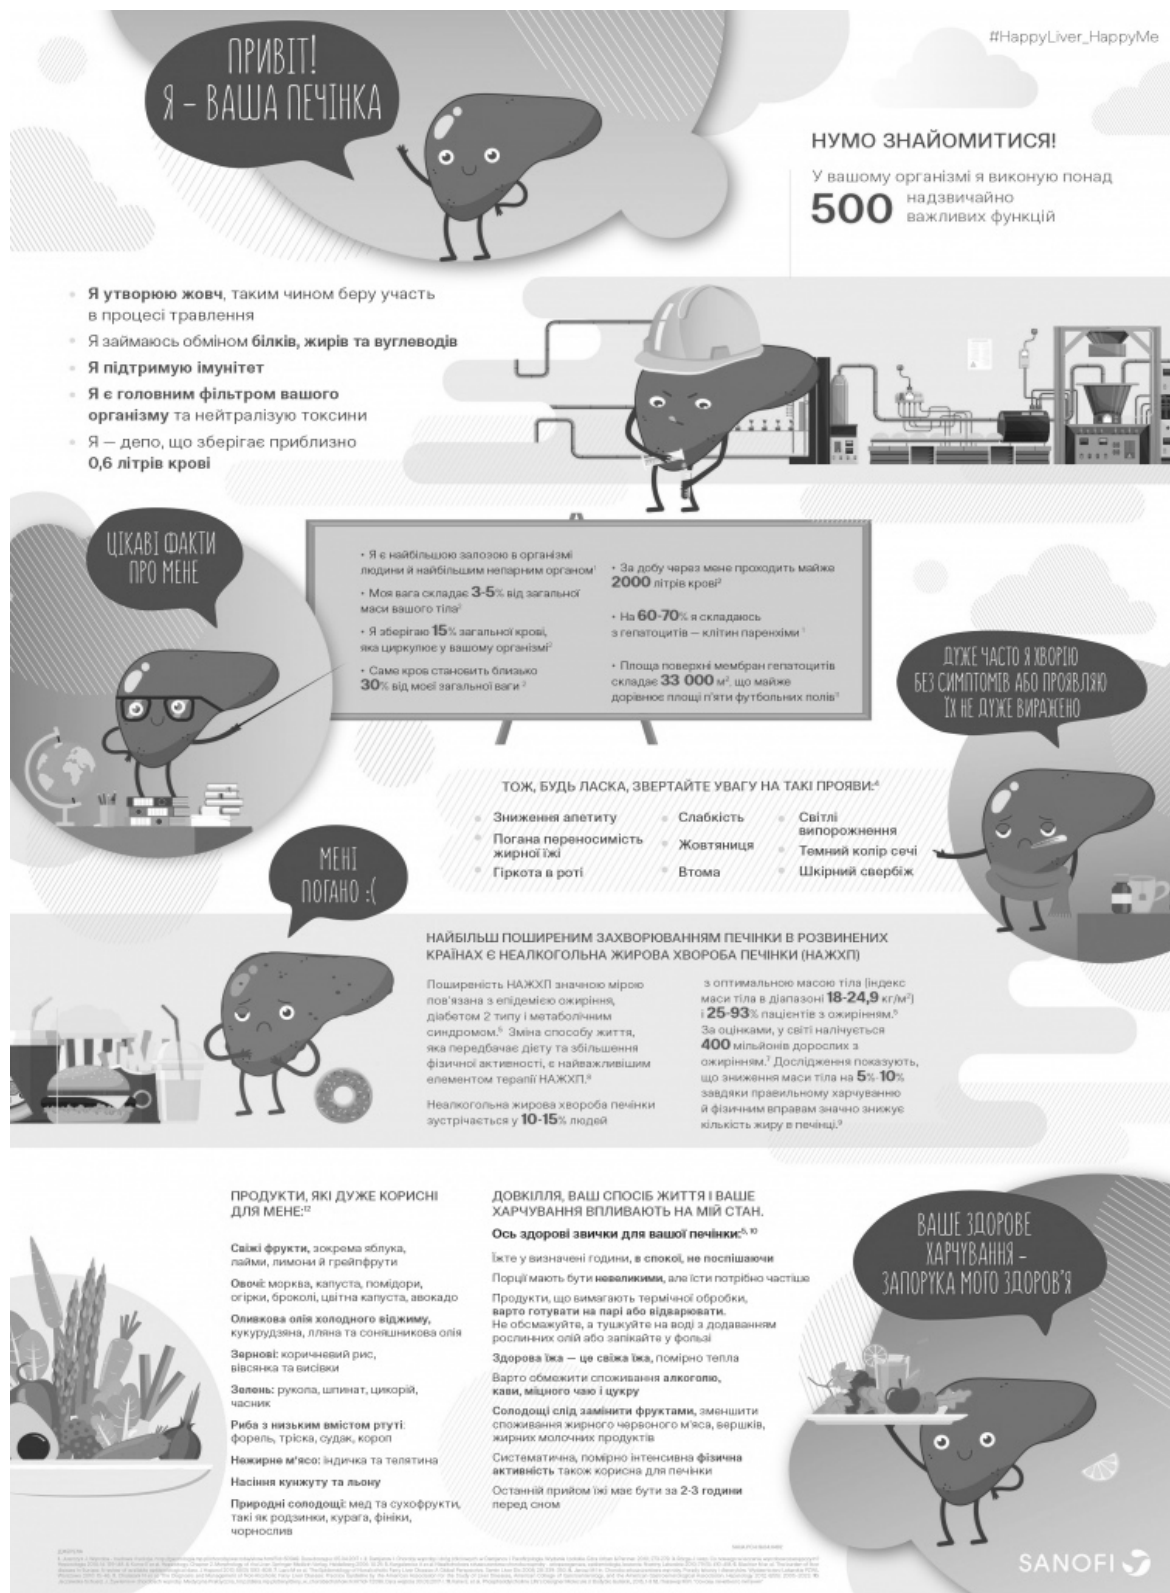 #HappyLiver_HappyMe
ПРИВІТ!
Я – ВАША ПЕЧІНКА
НУМО ЗНАЙОМИТИСЯ!
У вашому організмі я виконую понад
500 надзвичайно
важливих функцій
Я утворюю жовч, таким чином беру участь
в процесі травлення
Я займаюсь обміном білків, жирів та вуглеводів
Я підтримую імунітет
Я є головним фільтром вашого
організму та нейтралізую токсини
Я — депо, що зберігає приблизно
0,6 літрів крові
ЦІКАВІ ФАКТИ
ПРО МЕНЕ
• Я є найбільшою залозою в організмі
людини й найбільшим непарним органом¹
• Моя вага складає 3-5% від загальної
маси вашого тіла²
• Я зберігаю 15% загальної крові,
яка циркулює у вашому організмі²
• Саме кров становить близько
30% від моєї загальної ваги ²
• За добу через мене проходить майже
2000 літрів крові²
• На 60-70% я складаюсь
з гепатоцитів — клітин паренхіми ³
• Площа поверхні мембран гепатоцитів
складає 33 000 м², що майже
дорівнює площі п'яти футбольних полів³
ДУЖЕ ЧАСТО Я ХВОРІЮ
БЕЗ СИМПТОМІВ АБО ПРОЯВЛЯЮ
ЇХ НЕ ДУЖЕ ВИРАЖЕНО
ТОЖ, БУДЬ ЛАСКА, ЗВЕРТАЙТЕ УВАГУ НА ТАКІ ПРОЯВИ:⁴
Зниження апетиту
Погана переносимість
жирної їжі
Гіркота в роті
Слабкість
Жовтяниця
Втома
Світлі
випорожнення
Темний колір сечі
Шкірний свербіж
МЕНІ
ПОГАНО :(
НАЙБІЛЬШ ПОШИРЕНИМ ЗАХВОРЮВАННЯМ ПЕЧІНКИ В РОЗВИНЕНИХ
КРАЇНАХ Є НЕАЛКОГОЛЬНА ЖИРОВА ХВОРОБА ПЕЧІНКИ (НАЖХП)
Поширеність НАЖХП значною мірою
пов'язана з епідемією ожиріння,
діабетом 2 типу і метаболічним
синдромом.⁵ Зміна способу життя,
яка передбачає дієту та збільшення
фізичної активності, є найважливішим
елементом терапії НАЖХП.⁶
Неалкогольна жирова хвороба печінки
зустрічається у 10-15% людей
з оптимальною масою тіла (індекс
маси тіла в діапазоні 18-24,9 кг/м²)
і 25-93% пацієнтів з ожирінням.⁶
За оцінками, у світі налічується
400 мільйонів дорослих з
ожирінням.⁷ Дослідження показують,
що зниження маси тіла на 5%-10%
завдяки правильному харчуванню
й фізичним вправам значно знижує
кількість жиру в печінці.⁹
ПРОДУКТИ, ЯКІ ДУЖЕ КОРИСНІ
ДЛЯ МЕНЕ:¹²
Свіжі фрукти, зокрема яблука,
лайми, лимони й грейпфрути
Овочі: морква, капуста, помідори,
огірки, броколі, цвітна капуста, авокадо
Оливкова олія холодного віджиму,
кукурудзяна, лляна та соняшникова олія
Зернові: коричневий рис,
вівсянка та висівки
Зелень: рукола, шпинат, цикорій,
часник
Риба з низьким вмістом ртуті:
форель, тріска, судак, короп
Нежирне м'ясо: індичка та телятина
Насіння кунжуту та льону
Природні солодощі: мед та сухофрукти,
такі як родзинки, курага, фініки,
чорнослив
ДОВКІЛЛЯ, ВАШ СПОСІБ ЖИТТЯ І ВАШЕ
ХАРЧУВАННЯ ВПЛИВАЮТЬ НА МІЙ СТАН.
Ось здорові звички для вашої печінки:⁶, ¹⁰
Їжте у визначені години, в спокої, не поспішаючи
Порції мають бути невеликими, але їсти потрібно частіше
Продукти, що вимагають термічної обробки,
варто готувати на парі або відварювати.
Не обсмажуйте, а тушкуйте на воді з додаванням
рослинних олій або запікайте у фользі
Здорова їжа — це свіжа їжа, помірно тепла
Варто обмежити споживання алкоголю,
кави, міцного чаю і цукру
Солодощі слід замінити фруктами, зменшити
споживання жирного червоного м'яса, вершків,
жирних молочних продуктів
Систематична, помірно інтенсивна фізична
активність також корисна для печінки
Останній прийом їжі має бути за 2-3 години
перед сном
ВАШЕ ЗДОРОВЕ
ХАРЧУВАННЯ –
ЗАПОРУКА МОГО ЗДОРОВ'Я
SANOFI